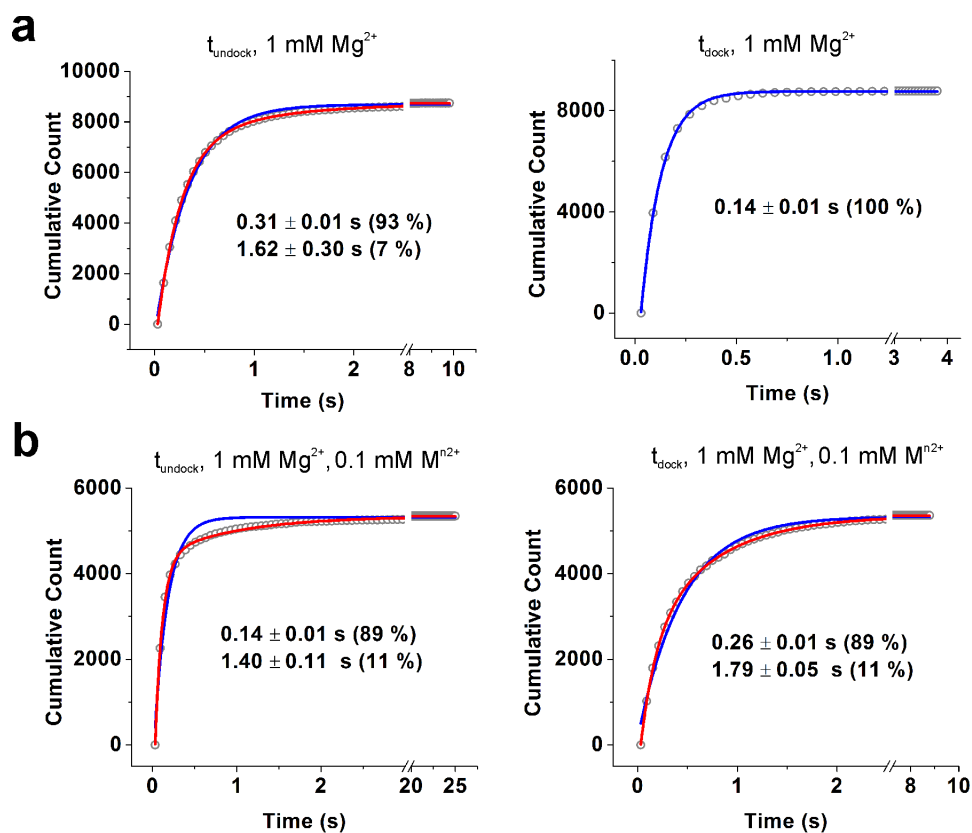 a
t_undock, 1 mM Mg²⁺
10000
8000
6000
4000
2000
0
Cumulative Count
0.31 ± 0.01 s (93 %)
1.62 ± 0.30 s (7 %)
0 1 2 8 10
Time (s)
t_dock, 1 mM Mg²⁺
8000
4000
0
Cumulative Count
0.14 ± 0.01 s (100 %)
0.0 0.5 1.0 3 4
Time (s)
b
t_undock, 1 mM Mg²⁺, 0.1 mM Mⁿ²⁺
6000
4000
2000
0
Cumulative Count
0.14 ± 0.01 s (89 %)
1.40 ± 0.11 s (11 %)
0 1 2 20 25
Time (s)
t_dock, 1 mM Mg²⁺, 0.1 mM Mⁿ²⁺
6000
4000
2000
0
Cumulative Count
0.26 ± 0.01 s (89 %)
1.79 ± 0.05 s (11 %)
0 1 2 8 10
Time (s)